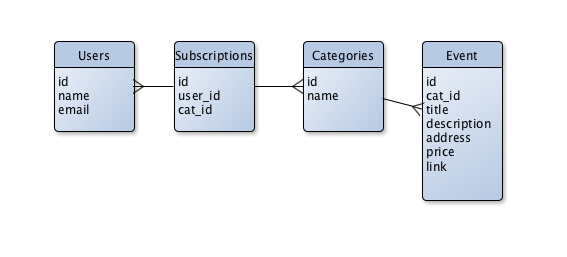 Users
id
name
email
Subscriptions
id
user_id
cat_id
Categories
id
name
Event
id
cat_id
title
description
address
price
link